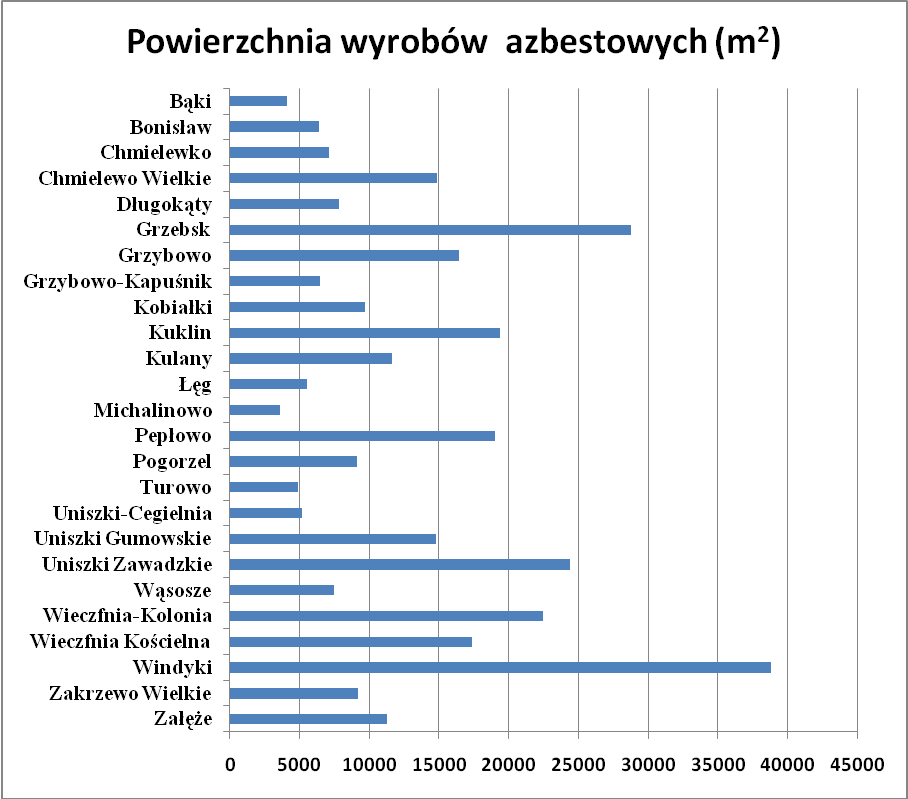 Powierzchnia wyrobów azbestowych (m²)
Bąki
Bonisław
Chmielewko
Chmielewo Wielkie
Długokąty
Grzebsk
Grzybowo
Grzybowo-Kapuśnik
Kobiałki
Kuklin
Kulany
Łęg
Michalinowo
Pepłowo
Pogorzel
Turowo
Uniszki-Cegielnia
Uniszki Gumowskie
Uniszki Zawadzkie
Wąsosze
Wieczfnia-Kolonia
Wieczfnia Kościelna
Windyki
Zakrzewo Wielkie
Załęże
0 5000 10000 15000 20000 25000 30000 35000 40000 45000